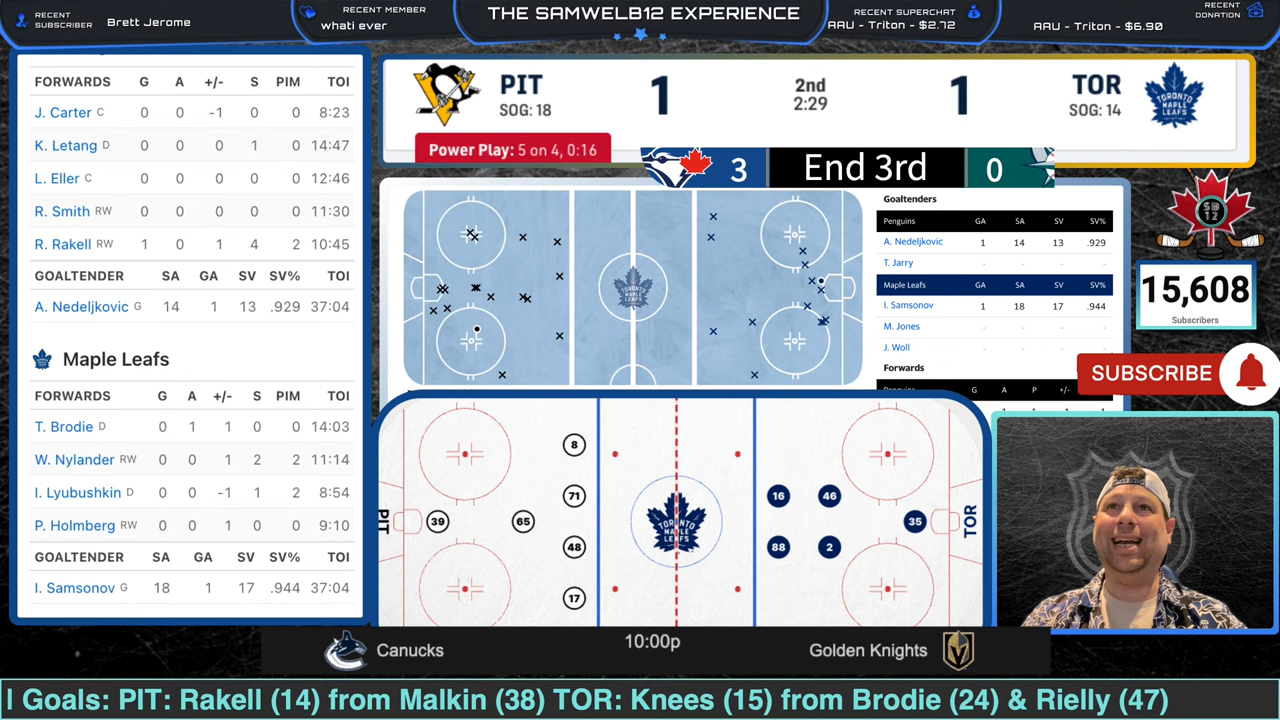 RECENT SUBSCRIBER
Brett Jerome
RECENT MEMBER
whati ever
THE SAMWELB12 EXPERIENCE
RECENT SUPERCHAT
AAU - Triton - $2.72
RECENT DONATION
AAU - Triton - $6.90
FORWARDS G A +/- S PIM TOI
J. Carter C 0 0 -1 0 0 8:23
K. Letang D 0 0 0 1 0 14:47
L. Eller C 0 0 0 0 0 12:46
R. Smith RW 0 0 0 0 0 11:30
R. Rakell RW 1 0 1 4 2 10:45
GOALTENDER SA GA SV SV% TOI
A. Nedeljkovic G 14 1 13 .929 37:04
Maple Leafs
FORWARDS G A +/- S PIM TOI
T. Brodie D 0 1 1 0 0 14:03
W. Nylander RW 0 0 1 2 2 11:14
I. Lyubushkin D 0 0 -1 1 2 8:54
P. Holmberg RW 0 0 1 0 0 9:10
GOALTENDER SA GA SV SV% TOI
I. Samsonov G 18 1 17 .944 37:04
PIT 1 2nd 1 TOR
SOG: 18 2:29 SOG: 14
Power Play: 5 on 4, 0:16
3 End 3rd 0
TORONTO
MAPLE
LEAFS
Goaltenders
Penguins GA SA SV SV%
A. Nedeljkovic 1 14 13 .929
T. Jarry - - - -
Maple Leafs GA SA SV SV%
I. Samsonov 1 18 17 .944
M. Jones - - - -
J. Woll - - - -
Forwards
Penguins G A P +/-
SB
12
15,608
Subscribers
SUBSCRIBE
PIT
39 65 8 71 48 17
TORONTO
MAPLE
LEAFS
16 46
88 2
35
TOR
Canucks 10:00p Golden Knights
l Goals: PIT: Rakell (14) from Malkin (38) TOR: Knees (15) from Brodie (24) & Rielly (47)